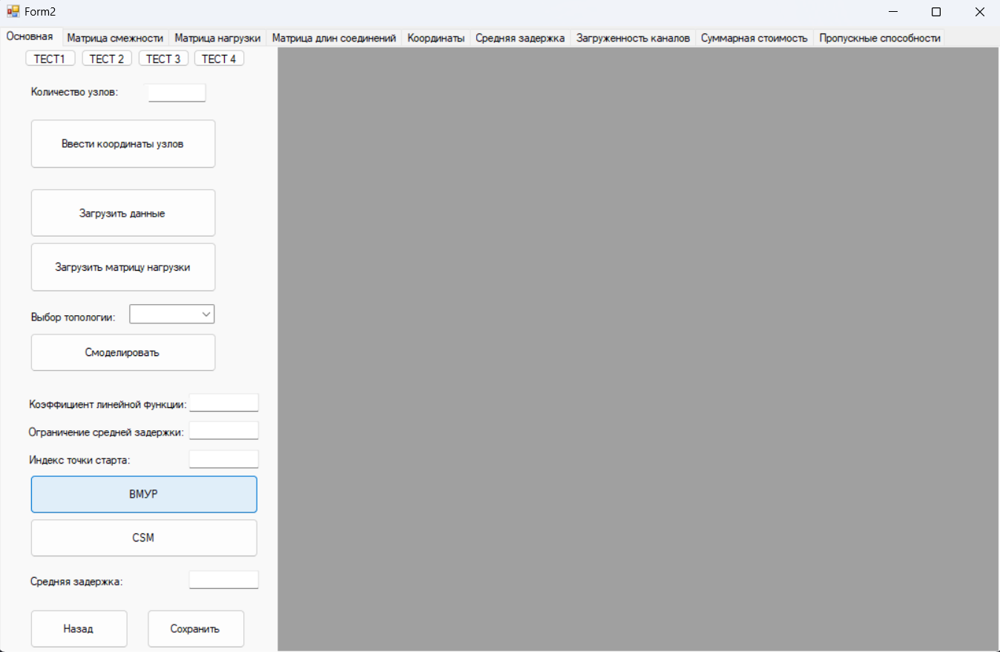 Form2
Основная Матрица смежности Матрица нагрузки Матрица длин соединений Координаты Средняя задержка Загруженность каналов Суммарная стоимость Пропускные способности
ТЕСТ1 ТЕСТ 2 ТЕСТ 3 ТЕСТ 4
Количество узлов:
Ввести координаты узлов
Загрузить данные
Загрузить матрицу нагрузки
Выбор топологии:
Смоделировать
Коэффициент линейной функции:
Ограничение средней задержки:
Индекс точки старта:
ВМУР
CSM
Средняя задержка:
Назад Сохранить